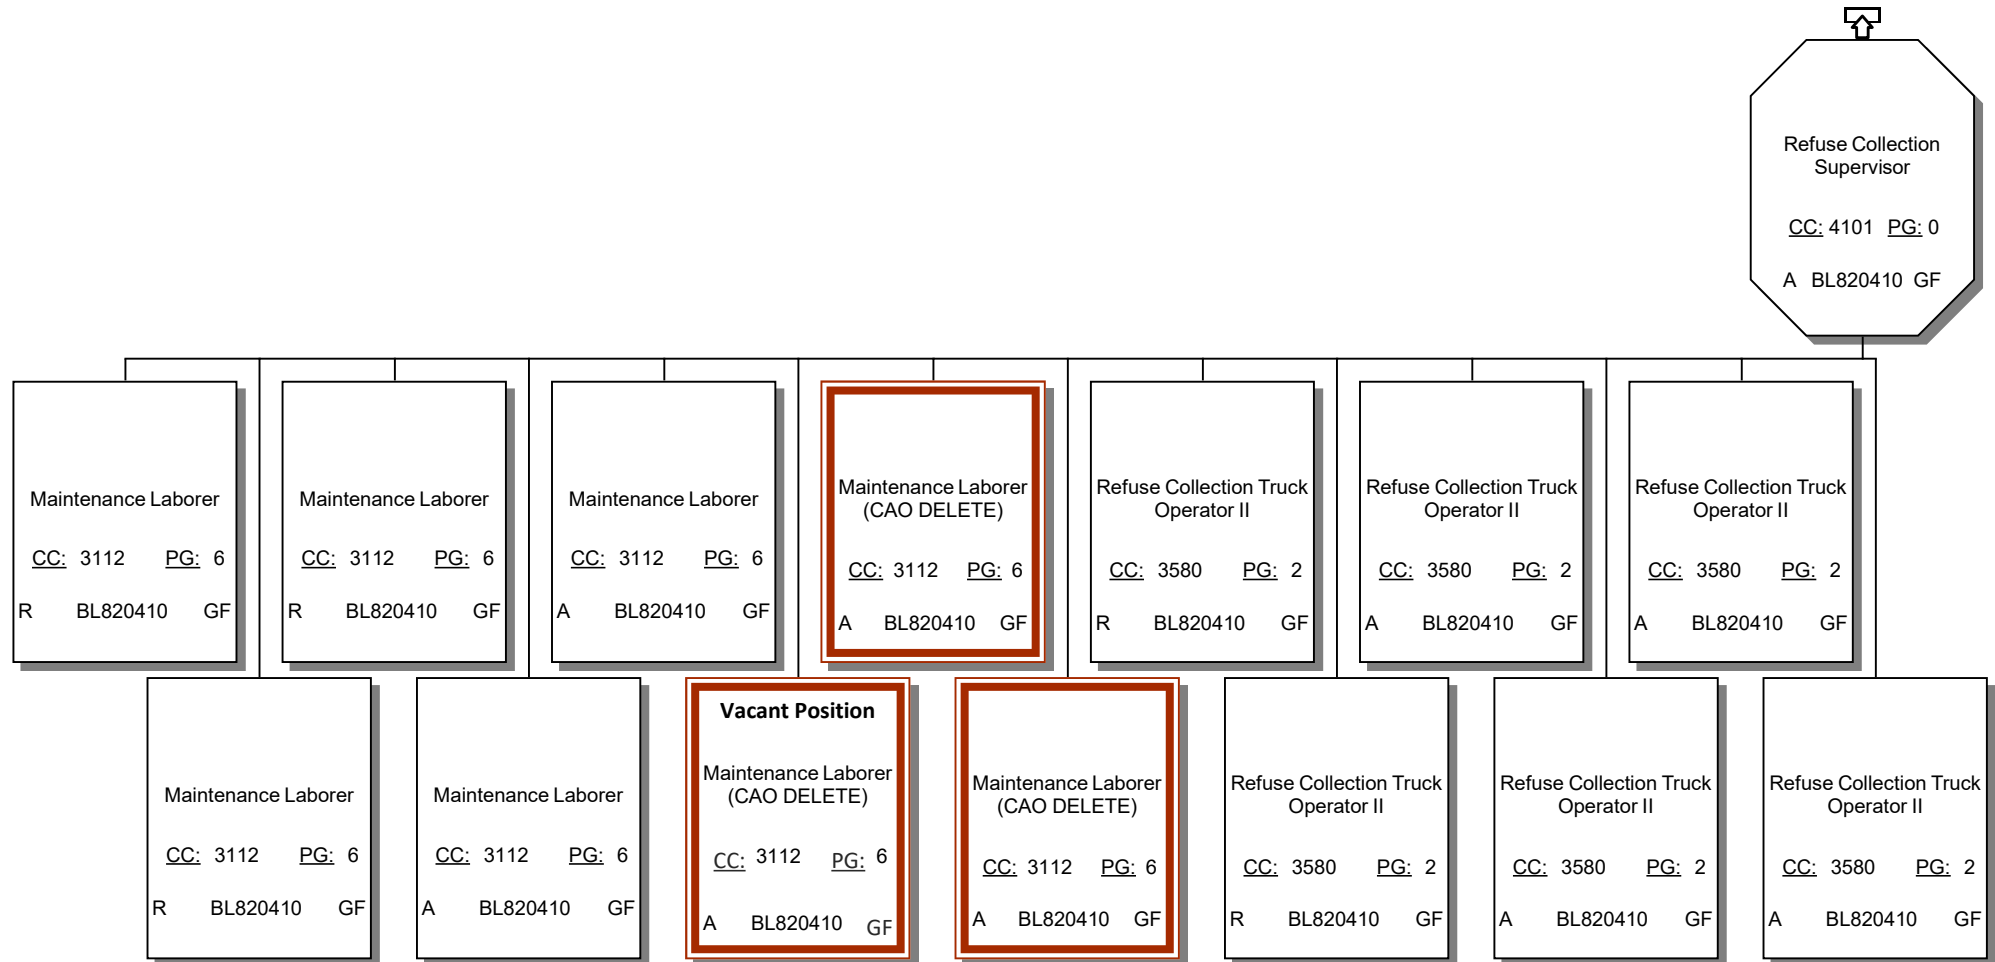 Refuse Collection
Supervisor
CC: 4101 PG: 0
A BL820410 GF
Maintenance Laborer
CC: 3112 PG: 6
R BL820410 GF
Maintenance Laborer
CC: 3112 PG: 6
R BL820410 GF
Maintenance Laborer
CC: 3112 PG: 6
A BL820410 GF
Maintenance Laborer
(CAO DELETE)
CC: 3112 PG: 6
A BL820410 GF
Refuse Collection Truck
Operator II
CC: 3580 PG: 2
R BL820410 GF
Refuse Collection Truck
Operator II
CC: 3580 PG: 2
A BL820410 GF
Refuse Collection Truck
Operator II
CC: 3580 PG: 2
A BL820410 GF
Maintenance Laborer
CC: 3112 PG: 6
R BL820410 GF
Maintenance Laborer
CC: 3112 PG: 6
A BL820410 GF
Vacant Position
Maintenance Laborer
(CAO DELETE)
CC: 3112 PG: 6
A BL820410 GF
Maintenance Laborer
(CAO DELETE)
CC: 3112 PG: 6
A BL820410 GF
Refuse Collection Truck
Operator II
CC: 3580 PG: 2
R BL820410 GF
Refuse Collection Truck
Operator II
CC: 3580 PG: 2
A BL820410 GF
Refuse Collection Truck
Operator II
CC: 3580 PG: 2
A BL820410 GF